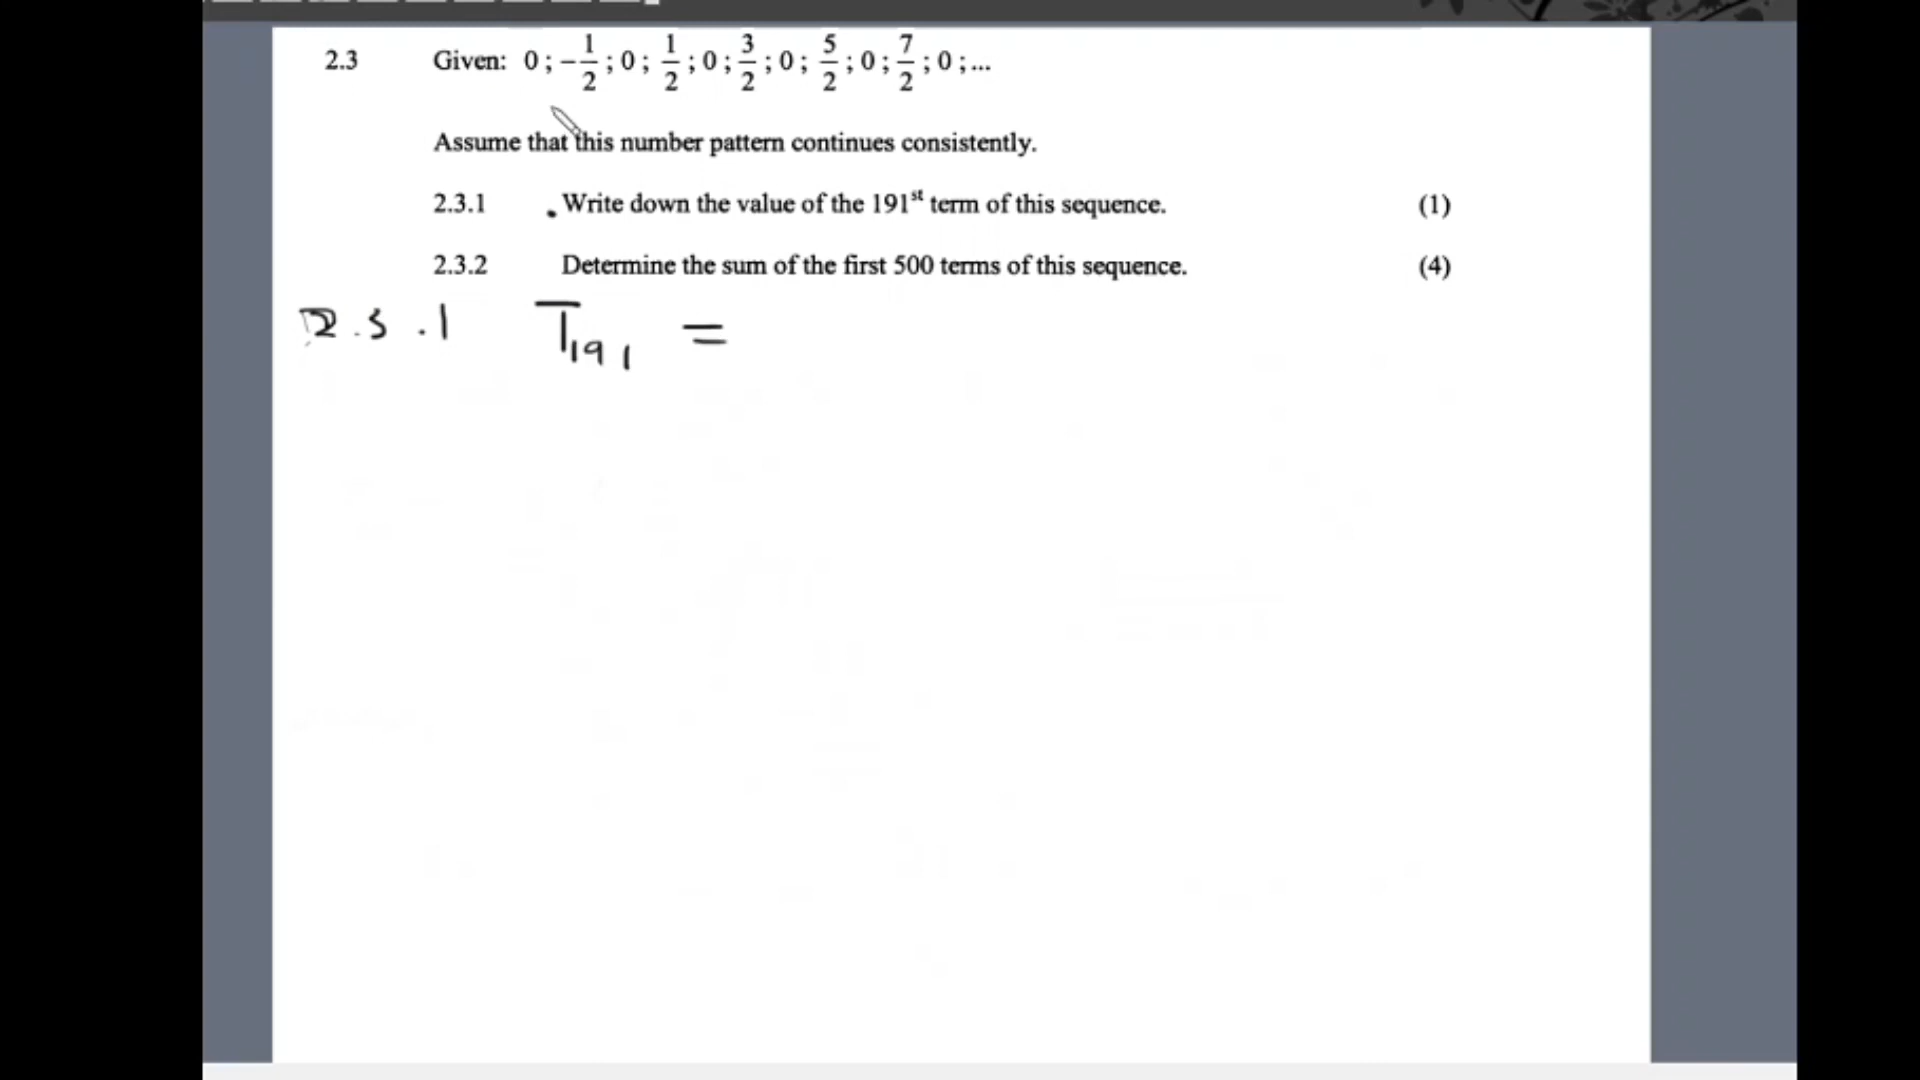 2.3 Given: 0 ; -1/2 ; 0 ; 1/2 ; 0 ; 3/2 ; 0 ; 5/2 ; 0 ; 7/2 ; 0 ; ...
Assume that this number pattern continues consistently.
2.3.1 Write down the value of the 191st term of this sequence. (1)
2.3.2 Determine the sum of the first 500 terms of this sequence. (4)
2.3.1 T191 =